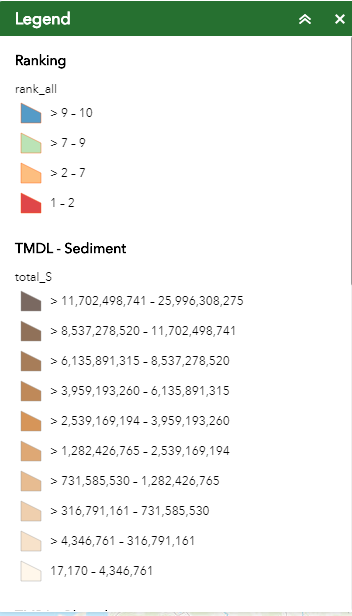 Legend
Ranking
rank_all
> 9 - 10
> 7 - 9
> 2 - 7
1 - 2
TMDL - Sediment
total_S
> 11,702,498,741 - 25,996,308,275
> 8,537,278,520 - 11,702,498,741
> 6,135,891,315 - 8,537,278,520
> 3,959,193,260 - 6,135,891,315
> 2,539,169,194 - 3,959,193,260
> 1,282,426,765 - 2,539,169,194
> 731,585,530 - 1,282,426,765
> 316,791,161 - 731,585,530
> 4,346,761 - 316,791,161
17,170 - 4,346,761